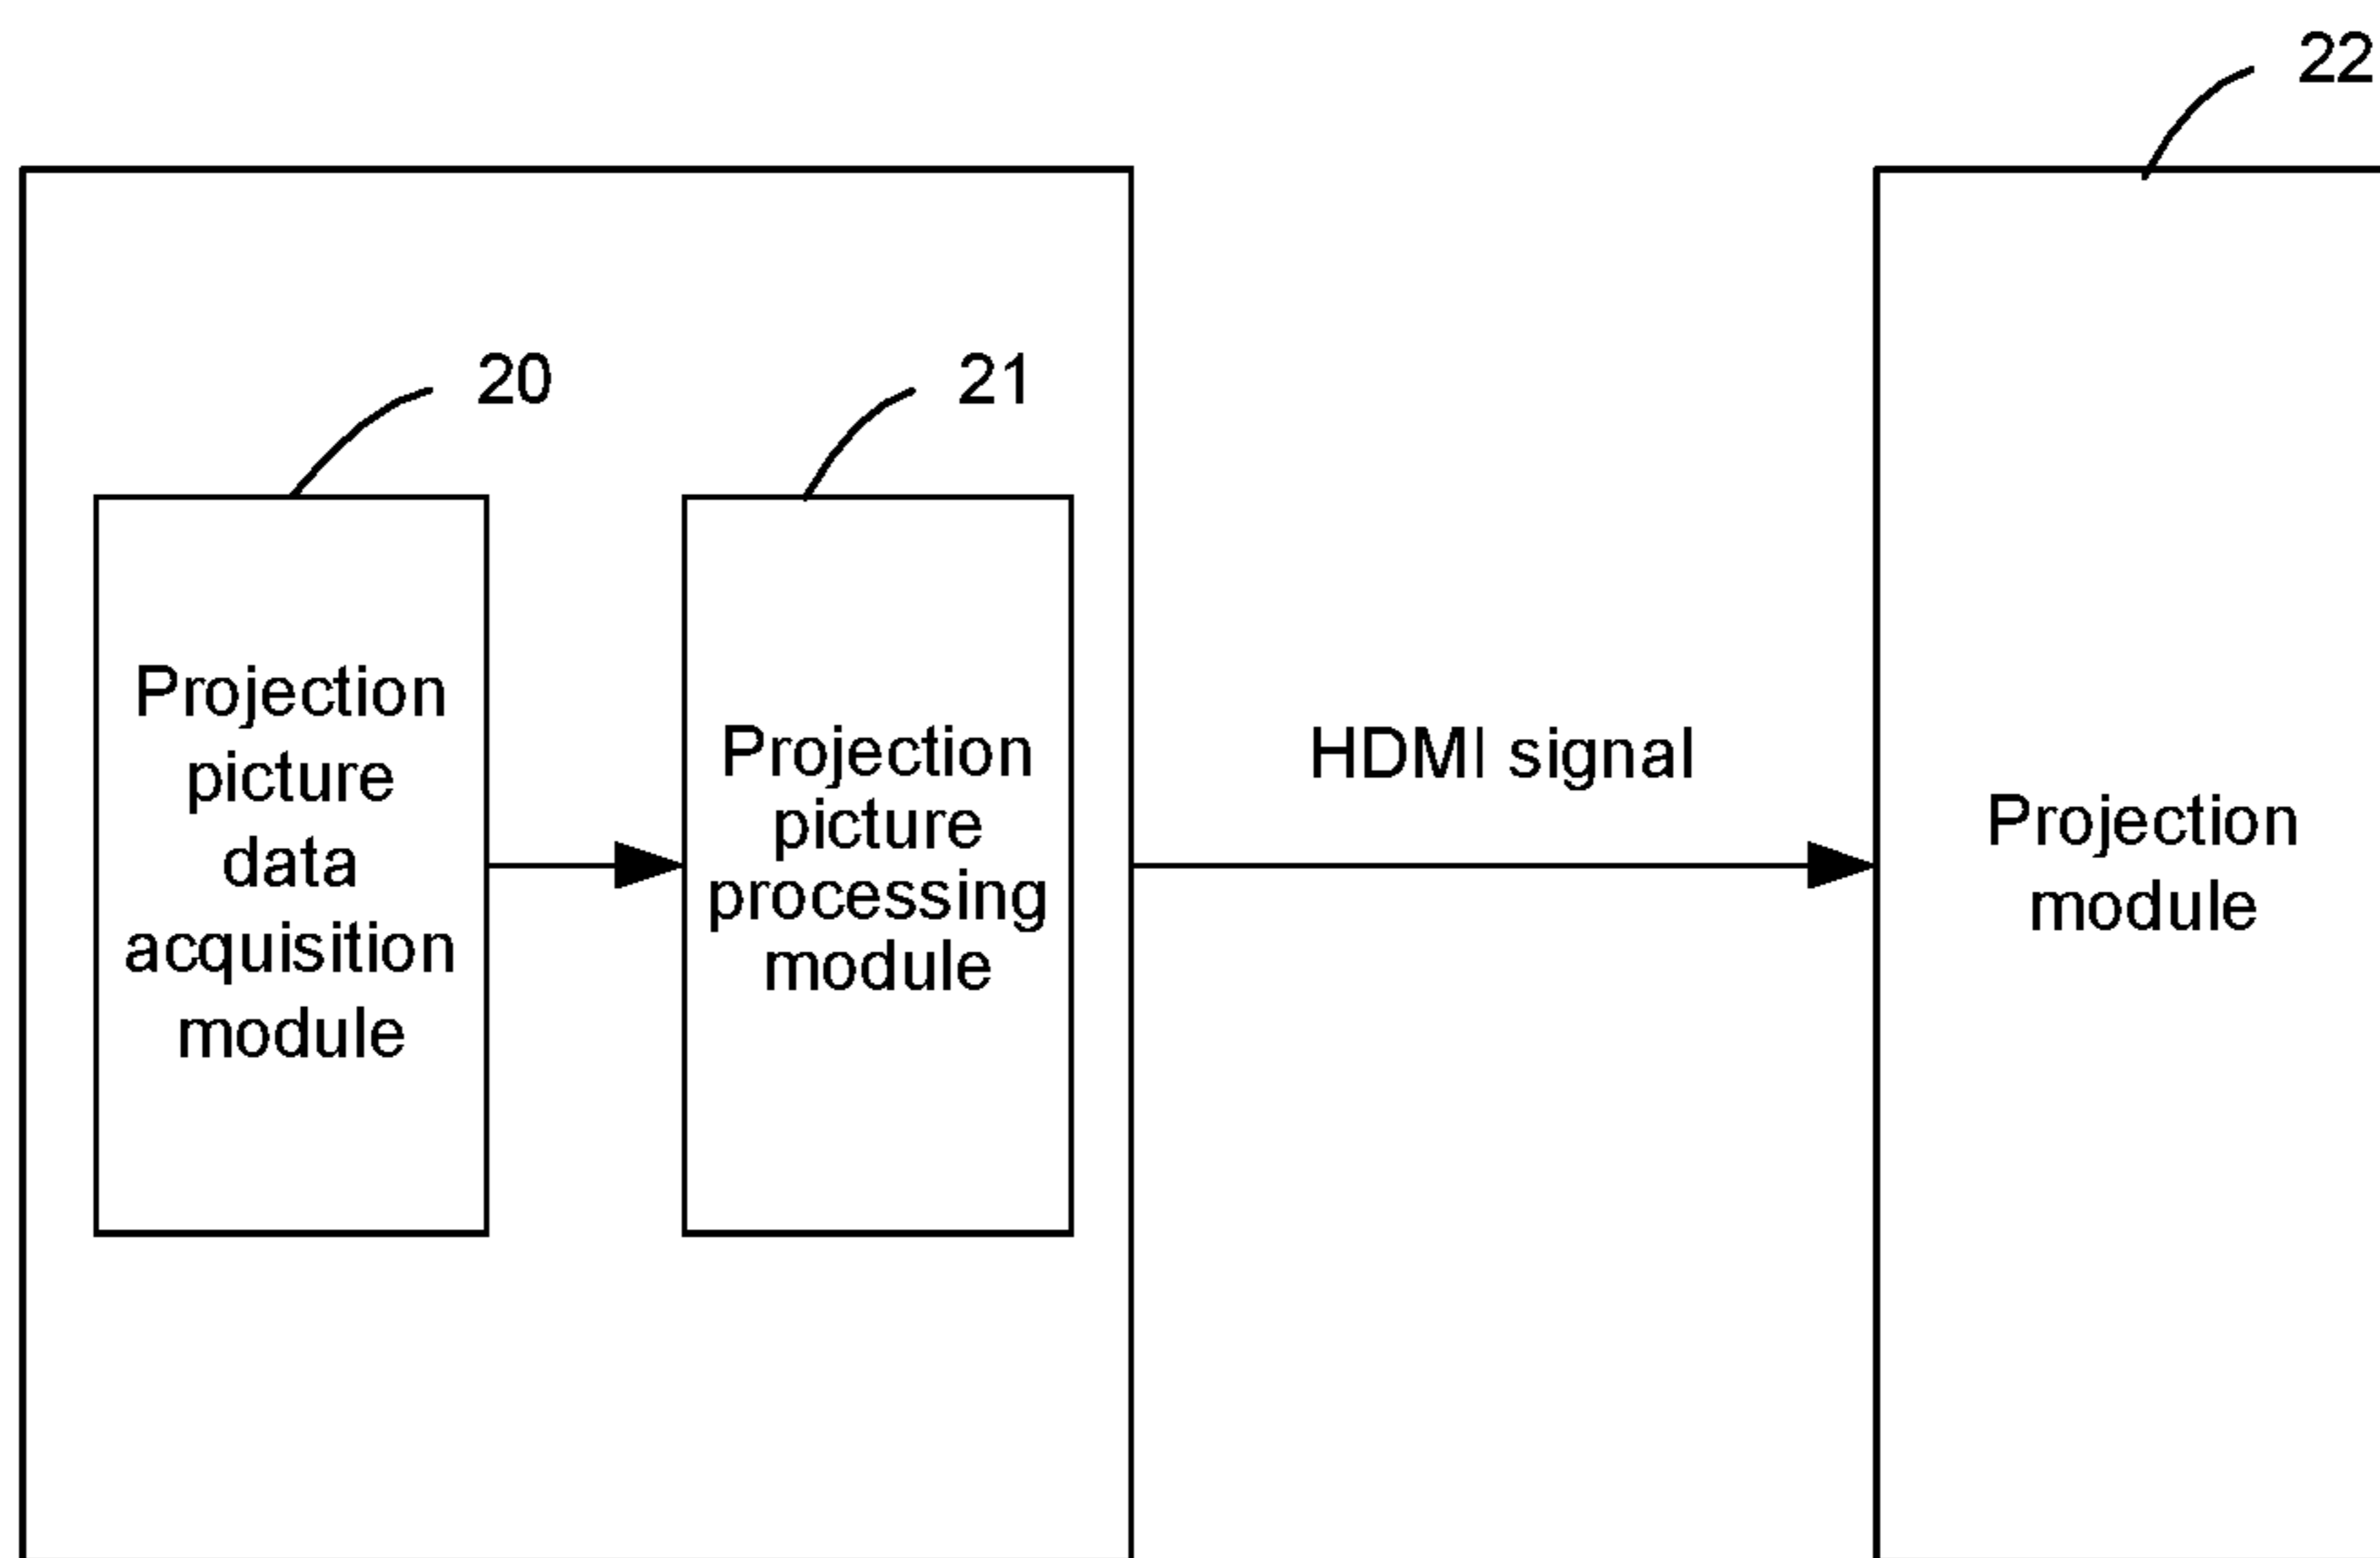 22
20
21
Projection
picture
data
acquisition
module
Projection
picture
processing
module
HDMI signal
Projection
module